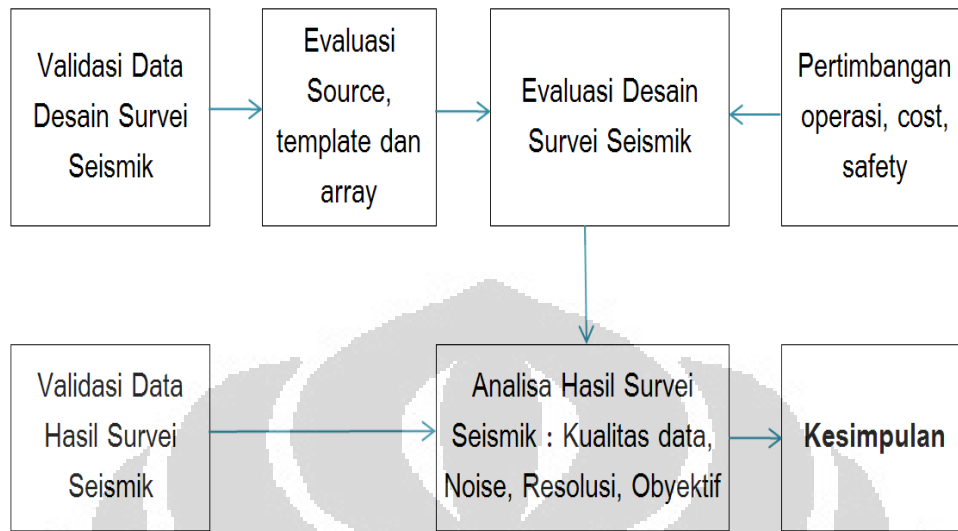 Validasi Data
Desain Survei
Seismik
Evaluasi
Source,
template dan
array
Evaluasi Desain
Survei Seismik
Pertimbangan
operasi, cost,
safety
Validasi Data
Hasil Survei
Seismik
Analisa Hasil Survei
Seismik : Kualitas data,
Noise, Resolusi, Obyektif
Kesimpulan